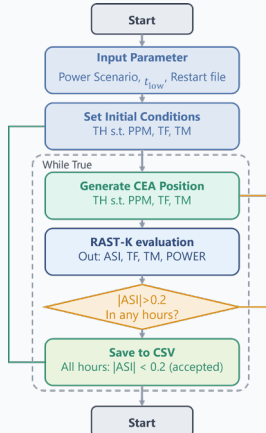 Start
Input Parameter
Power Scenario, t_low, Restart file
Set Initial Conditions
TH s.t. PPM, TF, TM
While True
Generate CEA Position
TH s.t. PPM, TF, TM
RAST-K evaluation
Out: ASI, TF, TM, POWER
|ASI|>0.2
In any hours?
Save to CSV
All hours: |ASI| < 0.2 (accepted)
Start